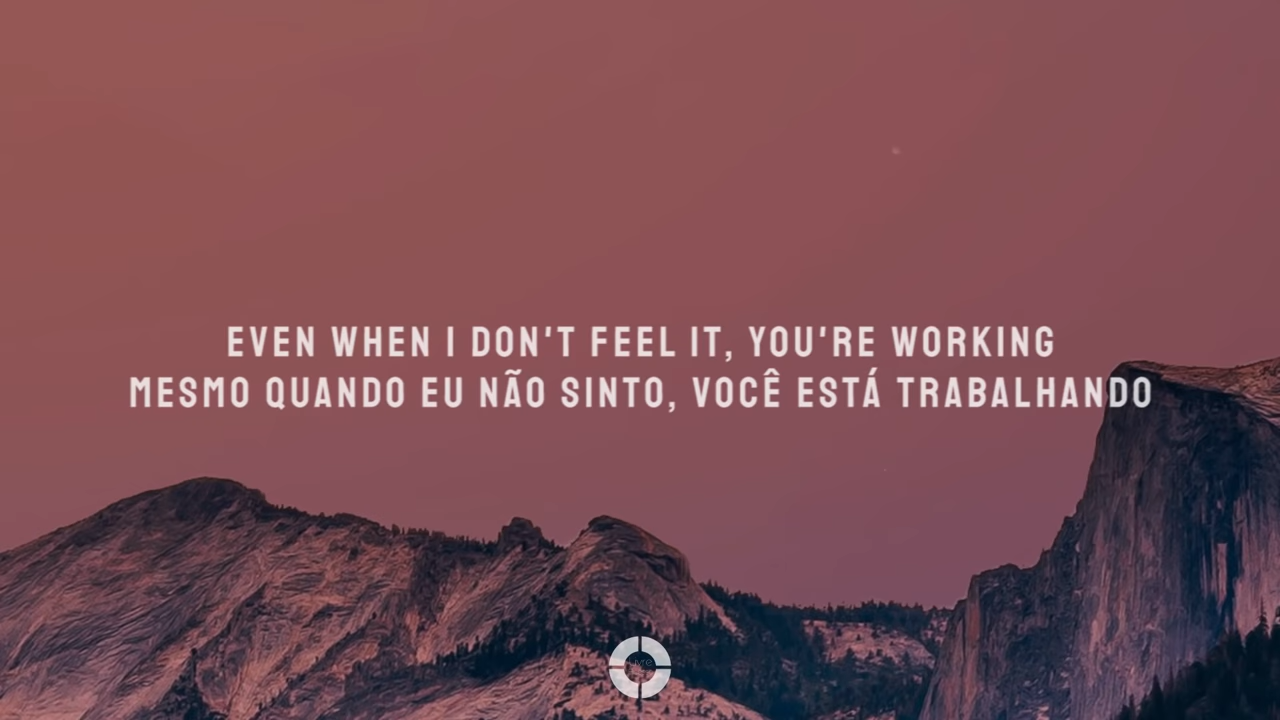 EVEN WHEN I DON'T FEEL IT, YOU'RE WORKING
MESMO QUANDO EU NÃO SINTO, VOCÊ ESTÁ TRABALHANDO